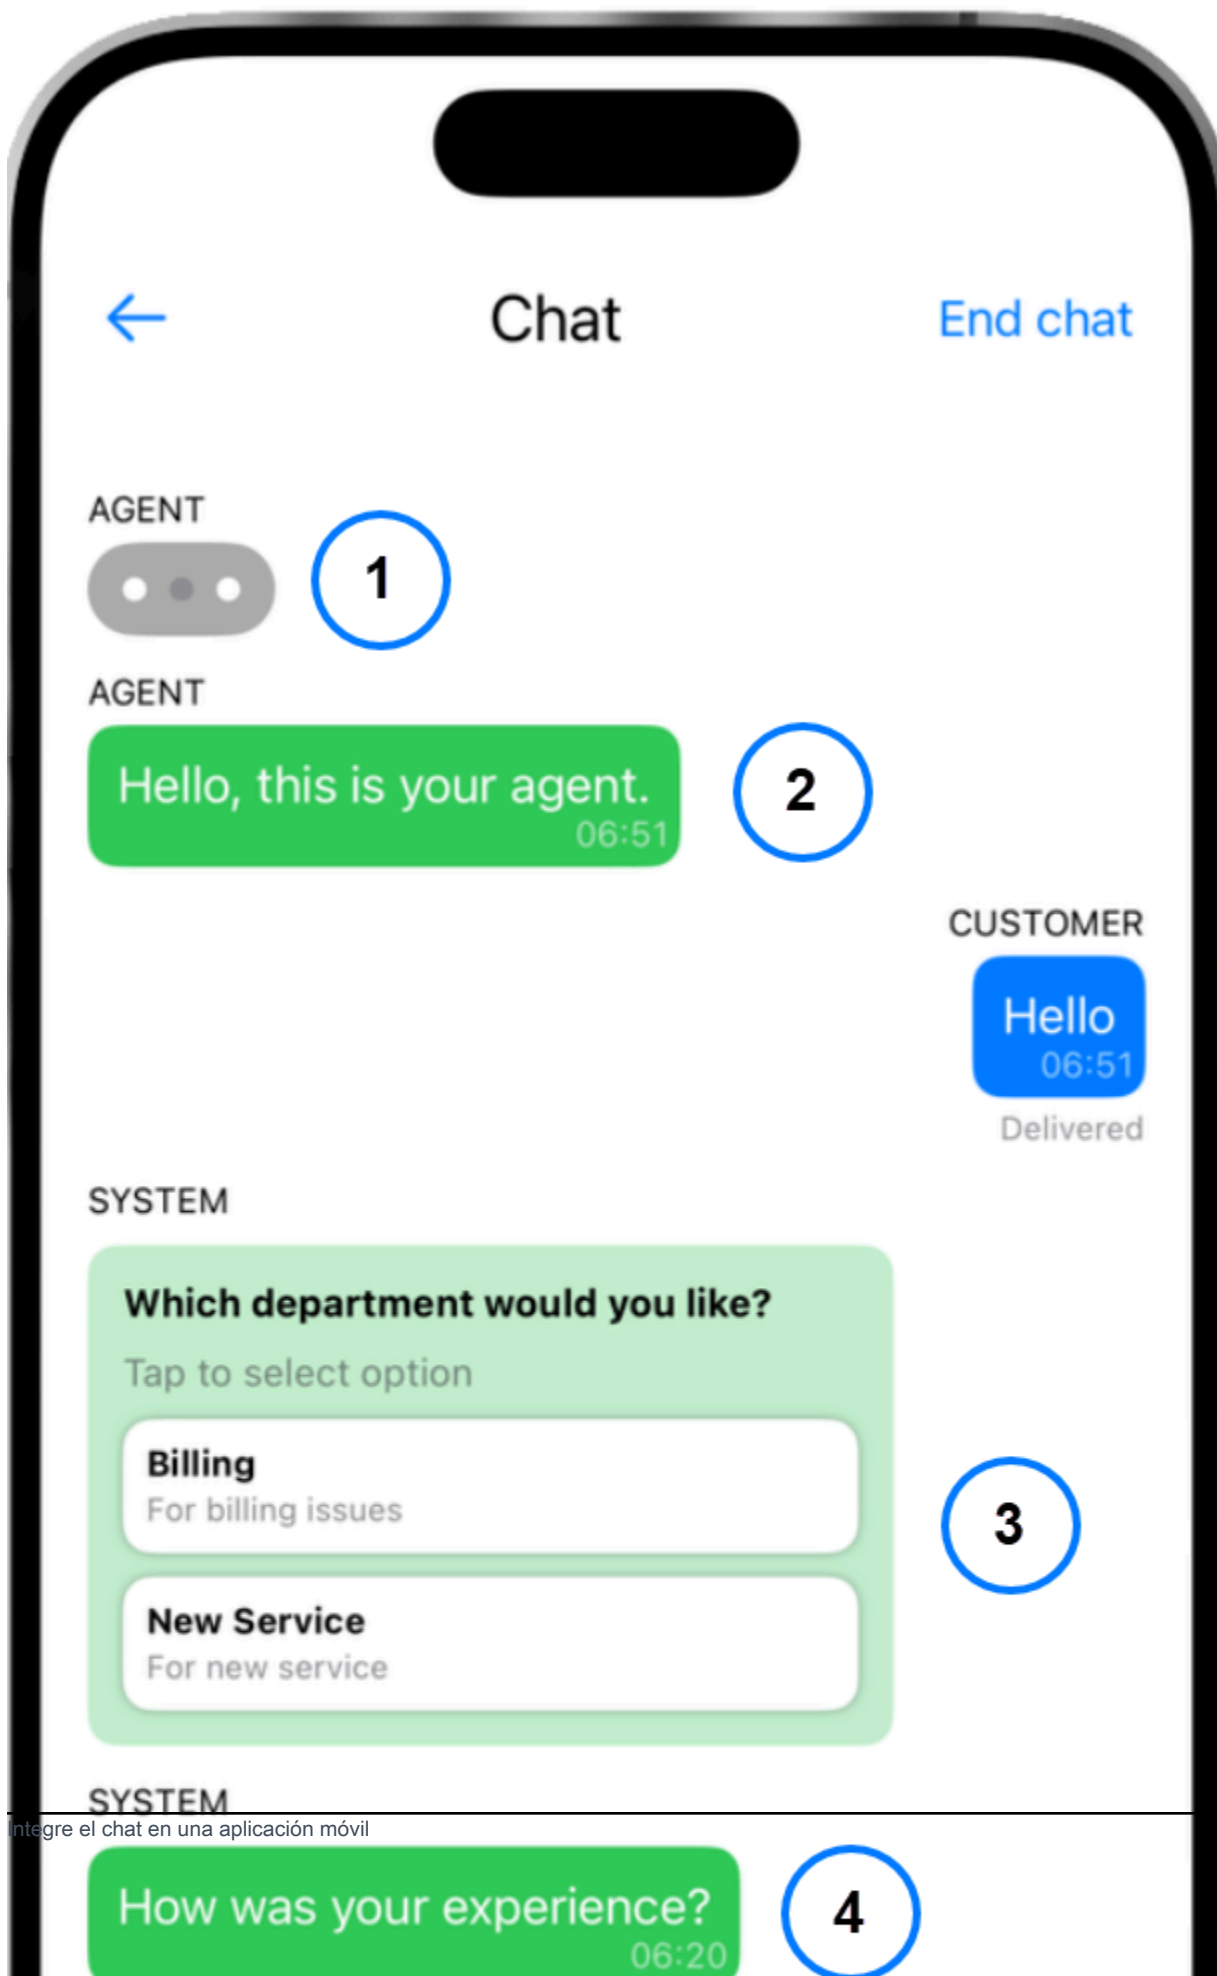 Chat
End chat
AGENT
1
AGENT
Hello, this is your agent.
06:51
2
CUSTOMER
Hello
06:51
Delivered
SYSTEM
Which department would you like?
Tap to select option
Billing
For billing issues
3
New Service
For new service
SYSTEM
Integre el chat en una aplicación móvil
How was your experience?
06:20
4